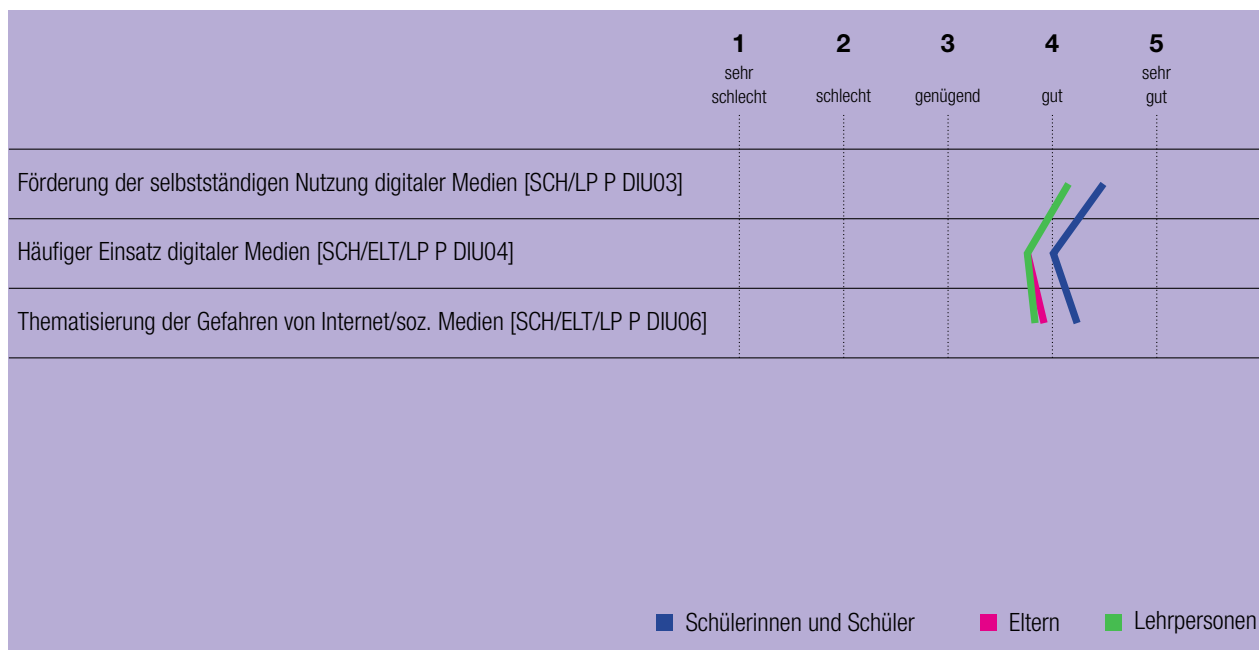 1 2 3 4 5
sehr sehr
schlecht schlecht genügend gut gut
Förderung der selbstständigen Nutzung digitaler Medien [SCH/LP P DIU03]
Häufiger Einsatz digitaler Medien [SCH/ELT/LP P DIU04]
Thematisierung der Gefahren von Internet/soz. Medien [SCH/ELT/LP P DIU06]
Schülerinnen und Schüler Eltern Lehrpersonen